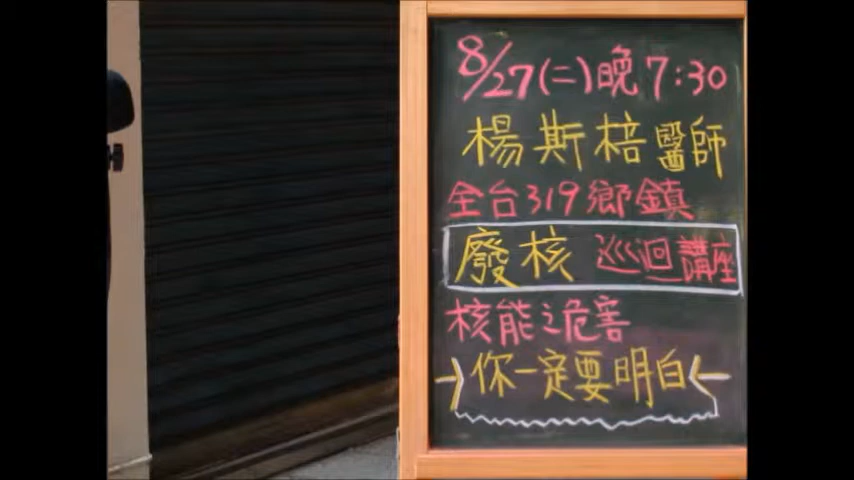 8/27(二)晚7:30
楊斯棓醫師
全台319鄉鎮
廢核 巡迴講座
核能之危害
你一定要明白